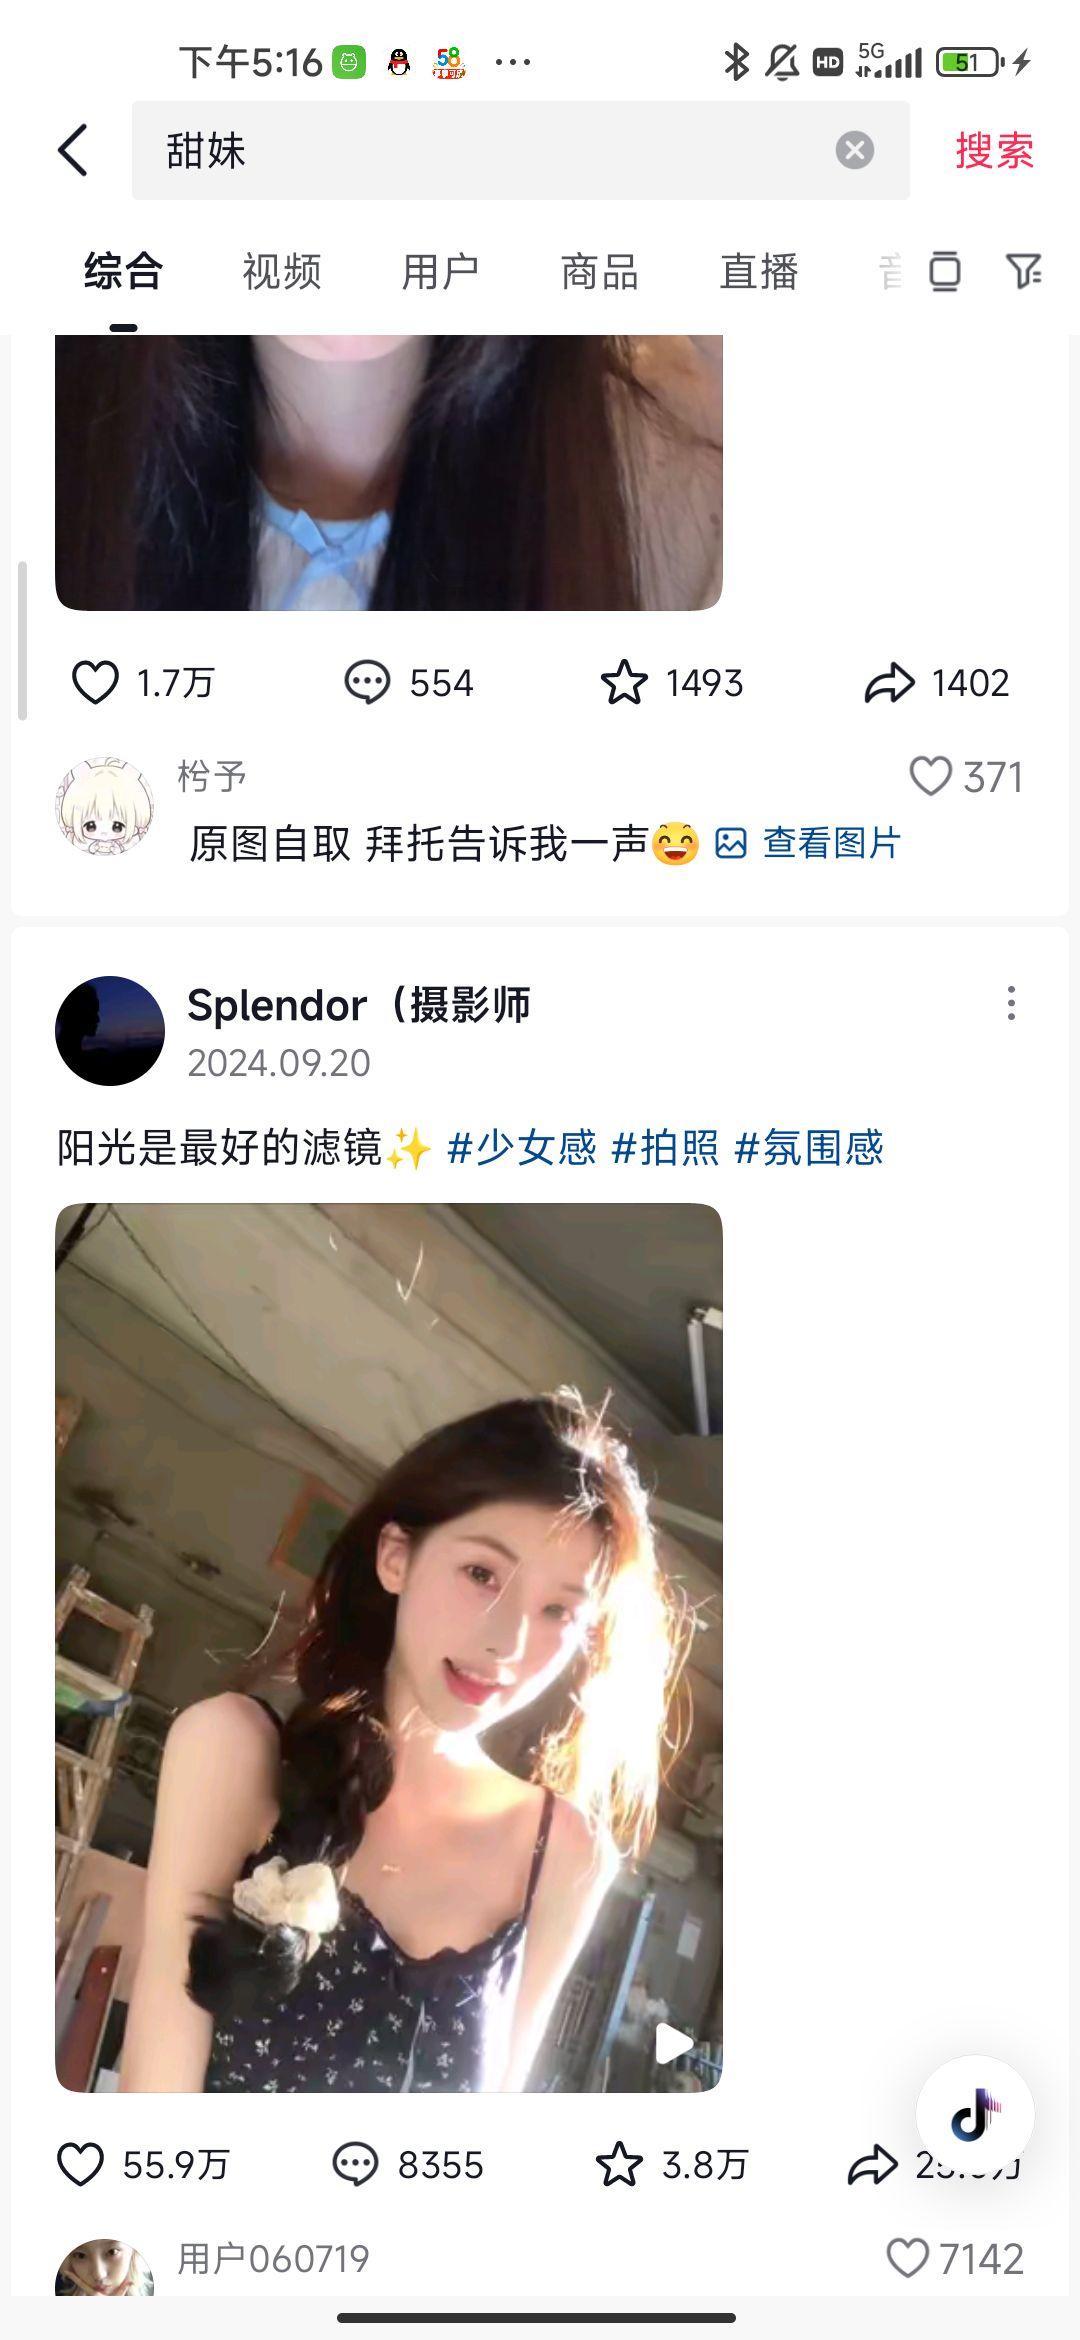 下午5:16
58
HD
5G
51
甜妹
搜索
综合 视频 用户 商品 直播
1.7万 554 1493 1402
柃予
371
原图自取 拜托告诉我一声😄 查看图片
Splendor（摄影师
2024.09.20
阳光是最好的滤镜✨ #少女感 #拍照 #氛围感
55.9万 8355 3.8万
用户060719
7142